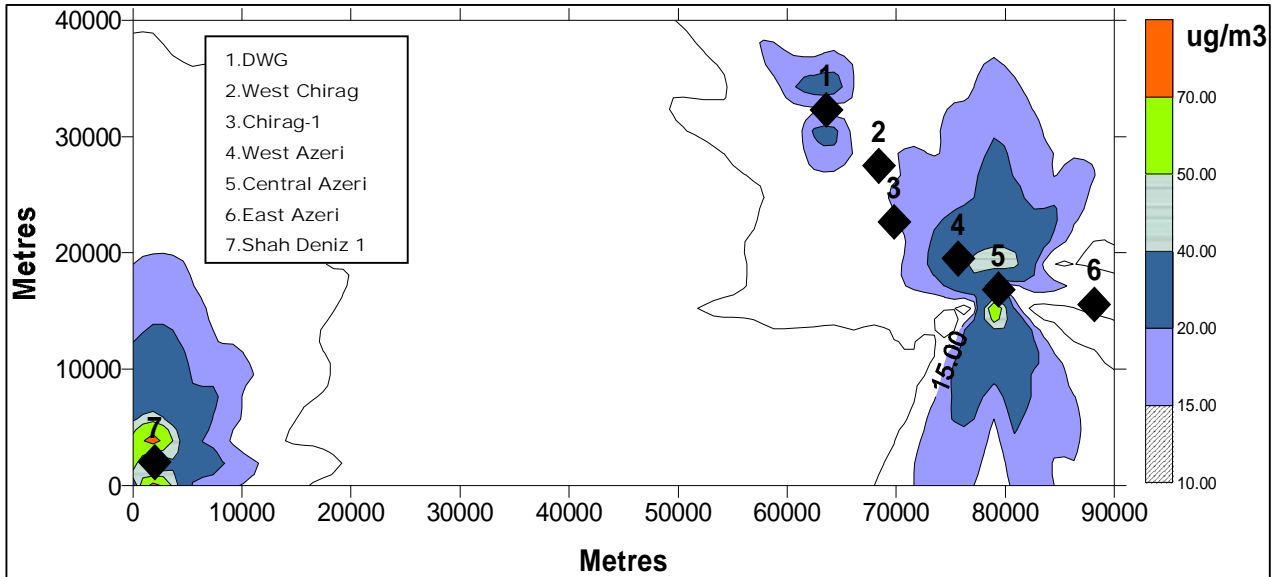 40000
30000
20000
10000
0
Metres
1.DWG
2.West Chirag
3.Chirag-1
4.West Azeri
5.Central Azeri
6.East Azeri
7.Shah Deniz 1
1
2
3
4
5
6
7
15.00
0
10000
20000
30000
40000
50000
60000
70000
80000
90000
Metres
ug/m3
70.00
50.00
40.00
20.00
15.00
10.00